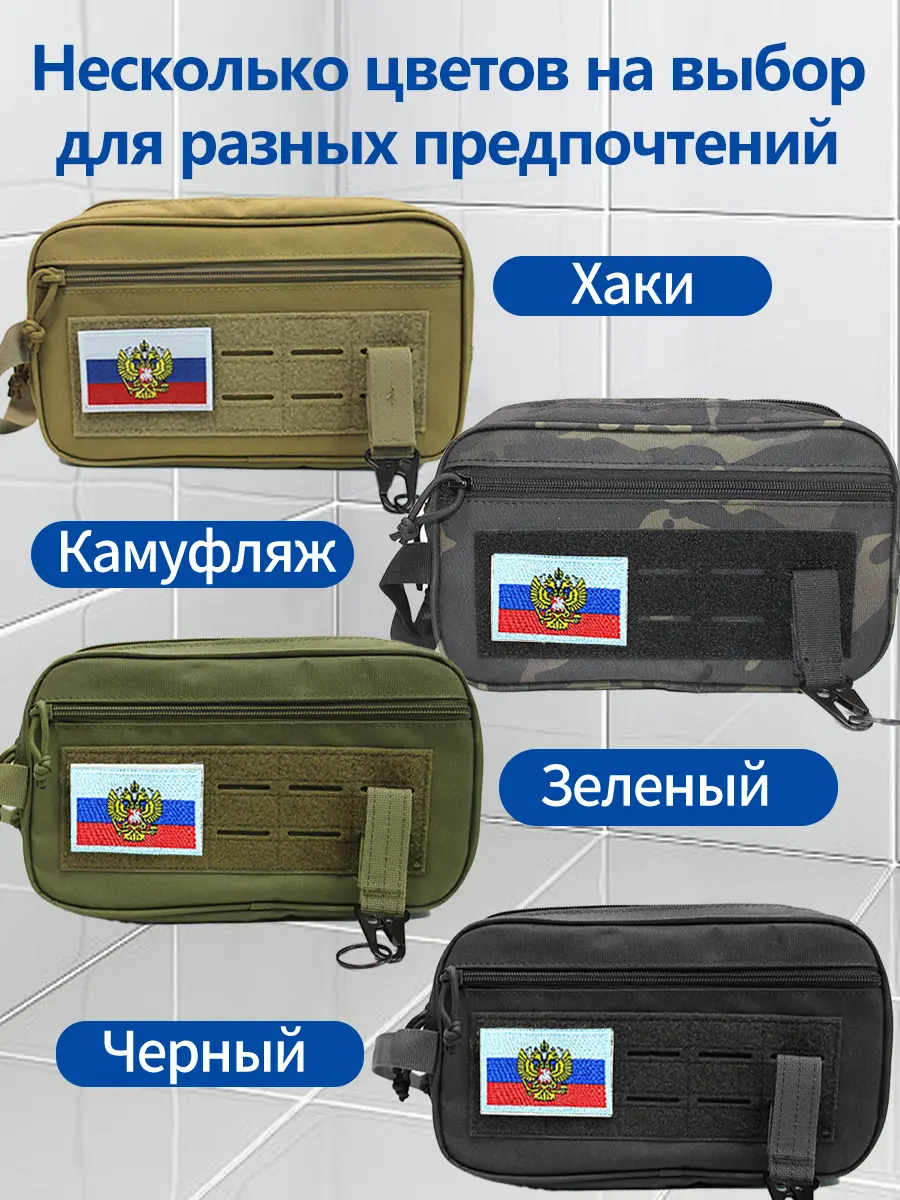 Несколько цветов на выбор
для разных предпочтений
Хаки
Камуфляж
Зеленый
Черный